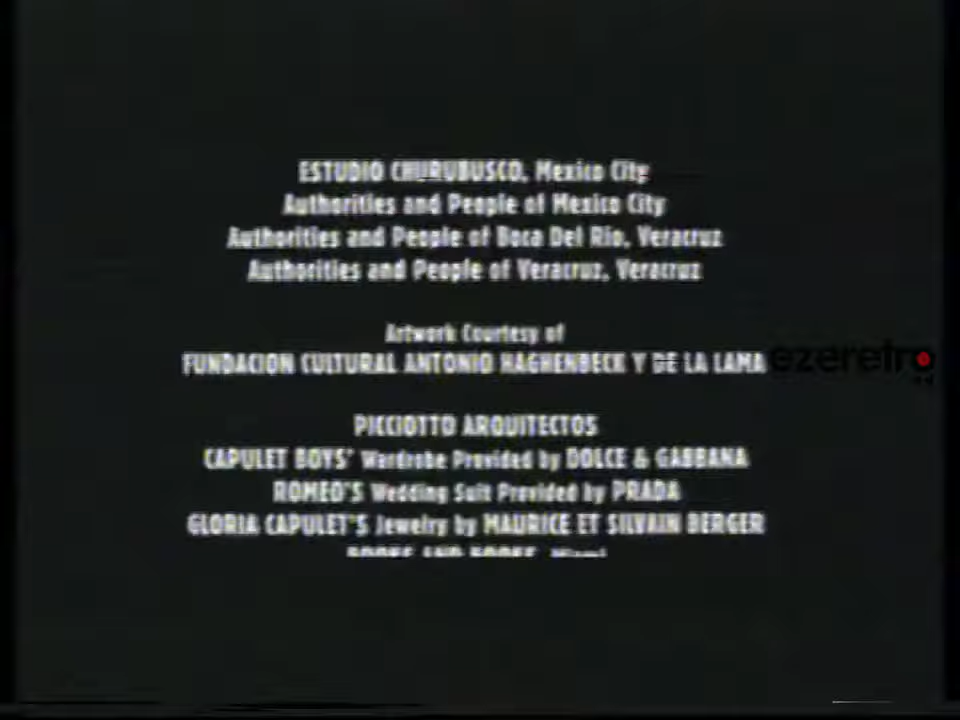 ESTUDIO CHURUBUSCO, Mexico City
Authorities and People of Mexico City
Authorities and People of Boca Del Rio, Veracruz
Authorities and People of Veracruz, Veracruz
Artwork Courtesy of
FUNDACION CULTURAL ANTONIO HAGHENBECK Y DE LA LAMA
ezeretro
PICCIOTTO ARQUITECTOS
CAPULET BOYS' Wardrobe Provided by DOLCE & GABBANA
ROMEO'S Wedding Suit Provided by PRADA
GLORIA CAPULET'S Jewelry by MAURICE ET SILVAIN BERGER